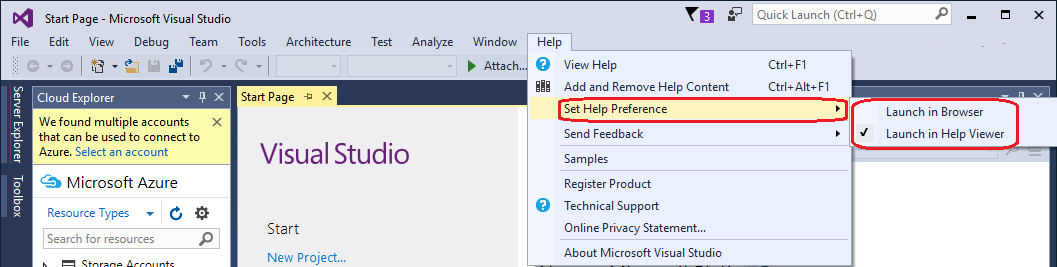 Start Page - Microsoft Visual Studio
3
Quick Launch (Ctrl+Q)
File Edit View Debug Team Tools Architecture Test Analyze Window Help
Attach...
Server Explorer
Toolbox
Cloud Explorer
We found multiple accounts
that can be used to connect to
Azure. Select an account
Microsoft Azure
Resource Types
Search for resources
Storage Accounts
Start Page
Visual Studio
Start
New Project...
View Help Ctrl+F1
Add and Remove Help Content Ctrl+Alt+F1
Set Help Preference
Send Feedback
Samples
Register Product
Technical Support
Online Privacy Statement...
About Microsoft Visual Studio
Launch in Browser
Launch in Help Viewer